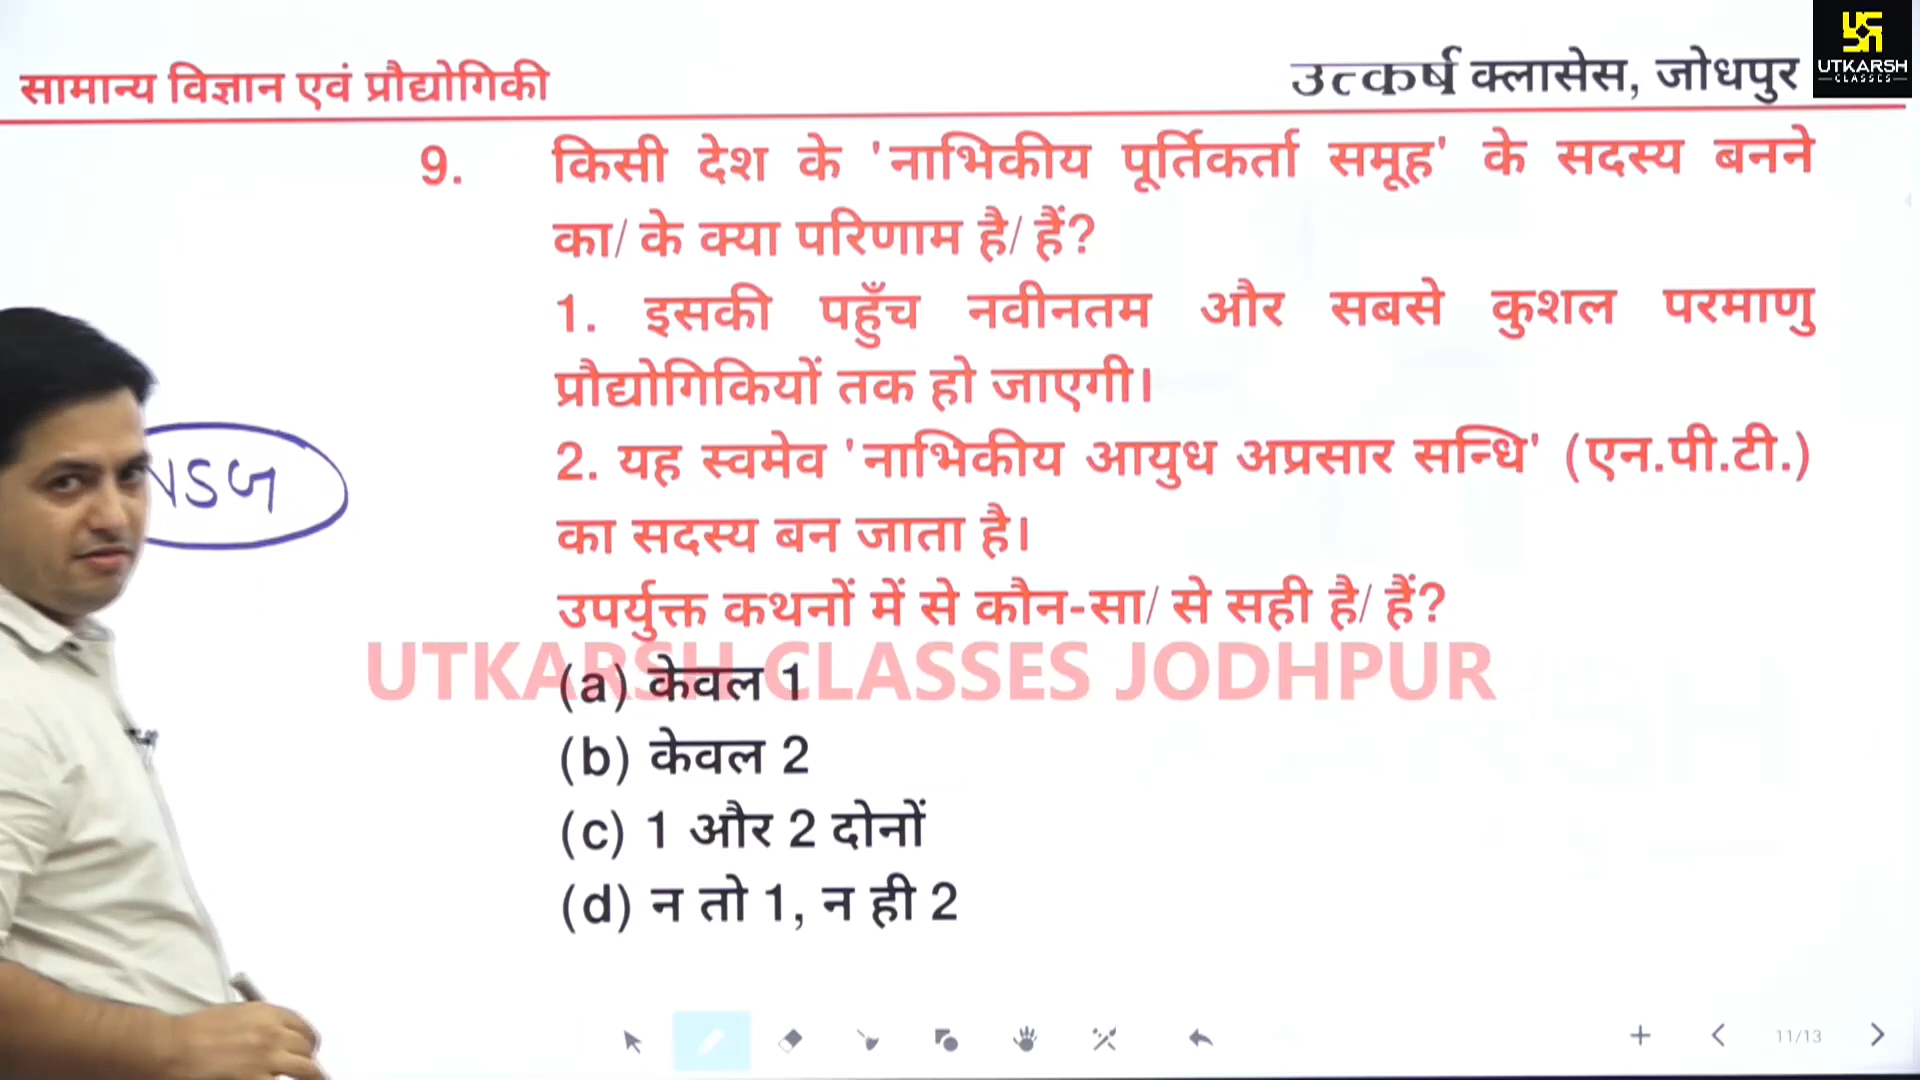 सामान्य विज्ञान एवं प्रौद्योगिकी
उत्कर्ष क्लासेस, जोधपुर
UTKARSH
CLASSES
9. किसी देश के 'नाभिकीय पूर्तिकर्ता समूह' के सदस्य बनने
का/ के क्या परिणाम है/ हैं?
1. इसकी पहुँच नवीनतम और सबसे कुशल परमाणु
प्रौद्योगिकियों तक हो जाएगी।
2. यह स्वमेव 'नाभिकीय आयुध अप्रसार सन्धि' (एन.पी.टी.)
का सदस्य बन जाता है।
NSG
उपर्युक्त कथनों में से कौन-सा/ से सही है/ हैं?
UTKARSH CLASSES JODHPUR
(a) केवल 1
(b) केवल 2
(c) 1 और 2 दोनों
(d) न तो 1, न ही 2
11/13